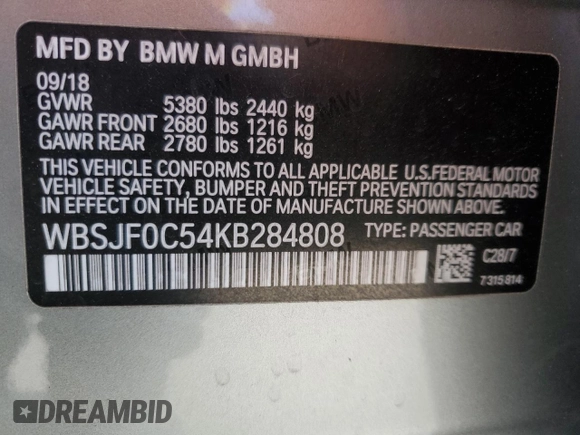 MFD BY BMW M GMBH
09/18
GVWR 5380 lbs 2440 kg
GAWR FRONT 2680 lbs 1216 kg
GAWR REAR 2780 lbs 1261 kg
THIS VEHICLE CONFORMS TO ALL APPLICABLE U.S.FEDERAL MOTOR
VEHICLE SAFETY, BUMPER AND THEFT PREVENTION STANDARDS
IN EFFECT ON THE DATE OF MANUFACTURE SHOWN ABOVE.
WBSJF0C54KB284808 TYPE: PASSENGER CAR
C28/7
7315814
DREAMBID